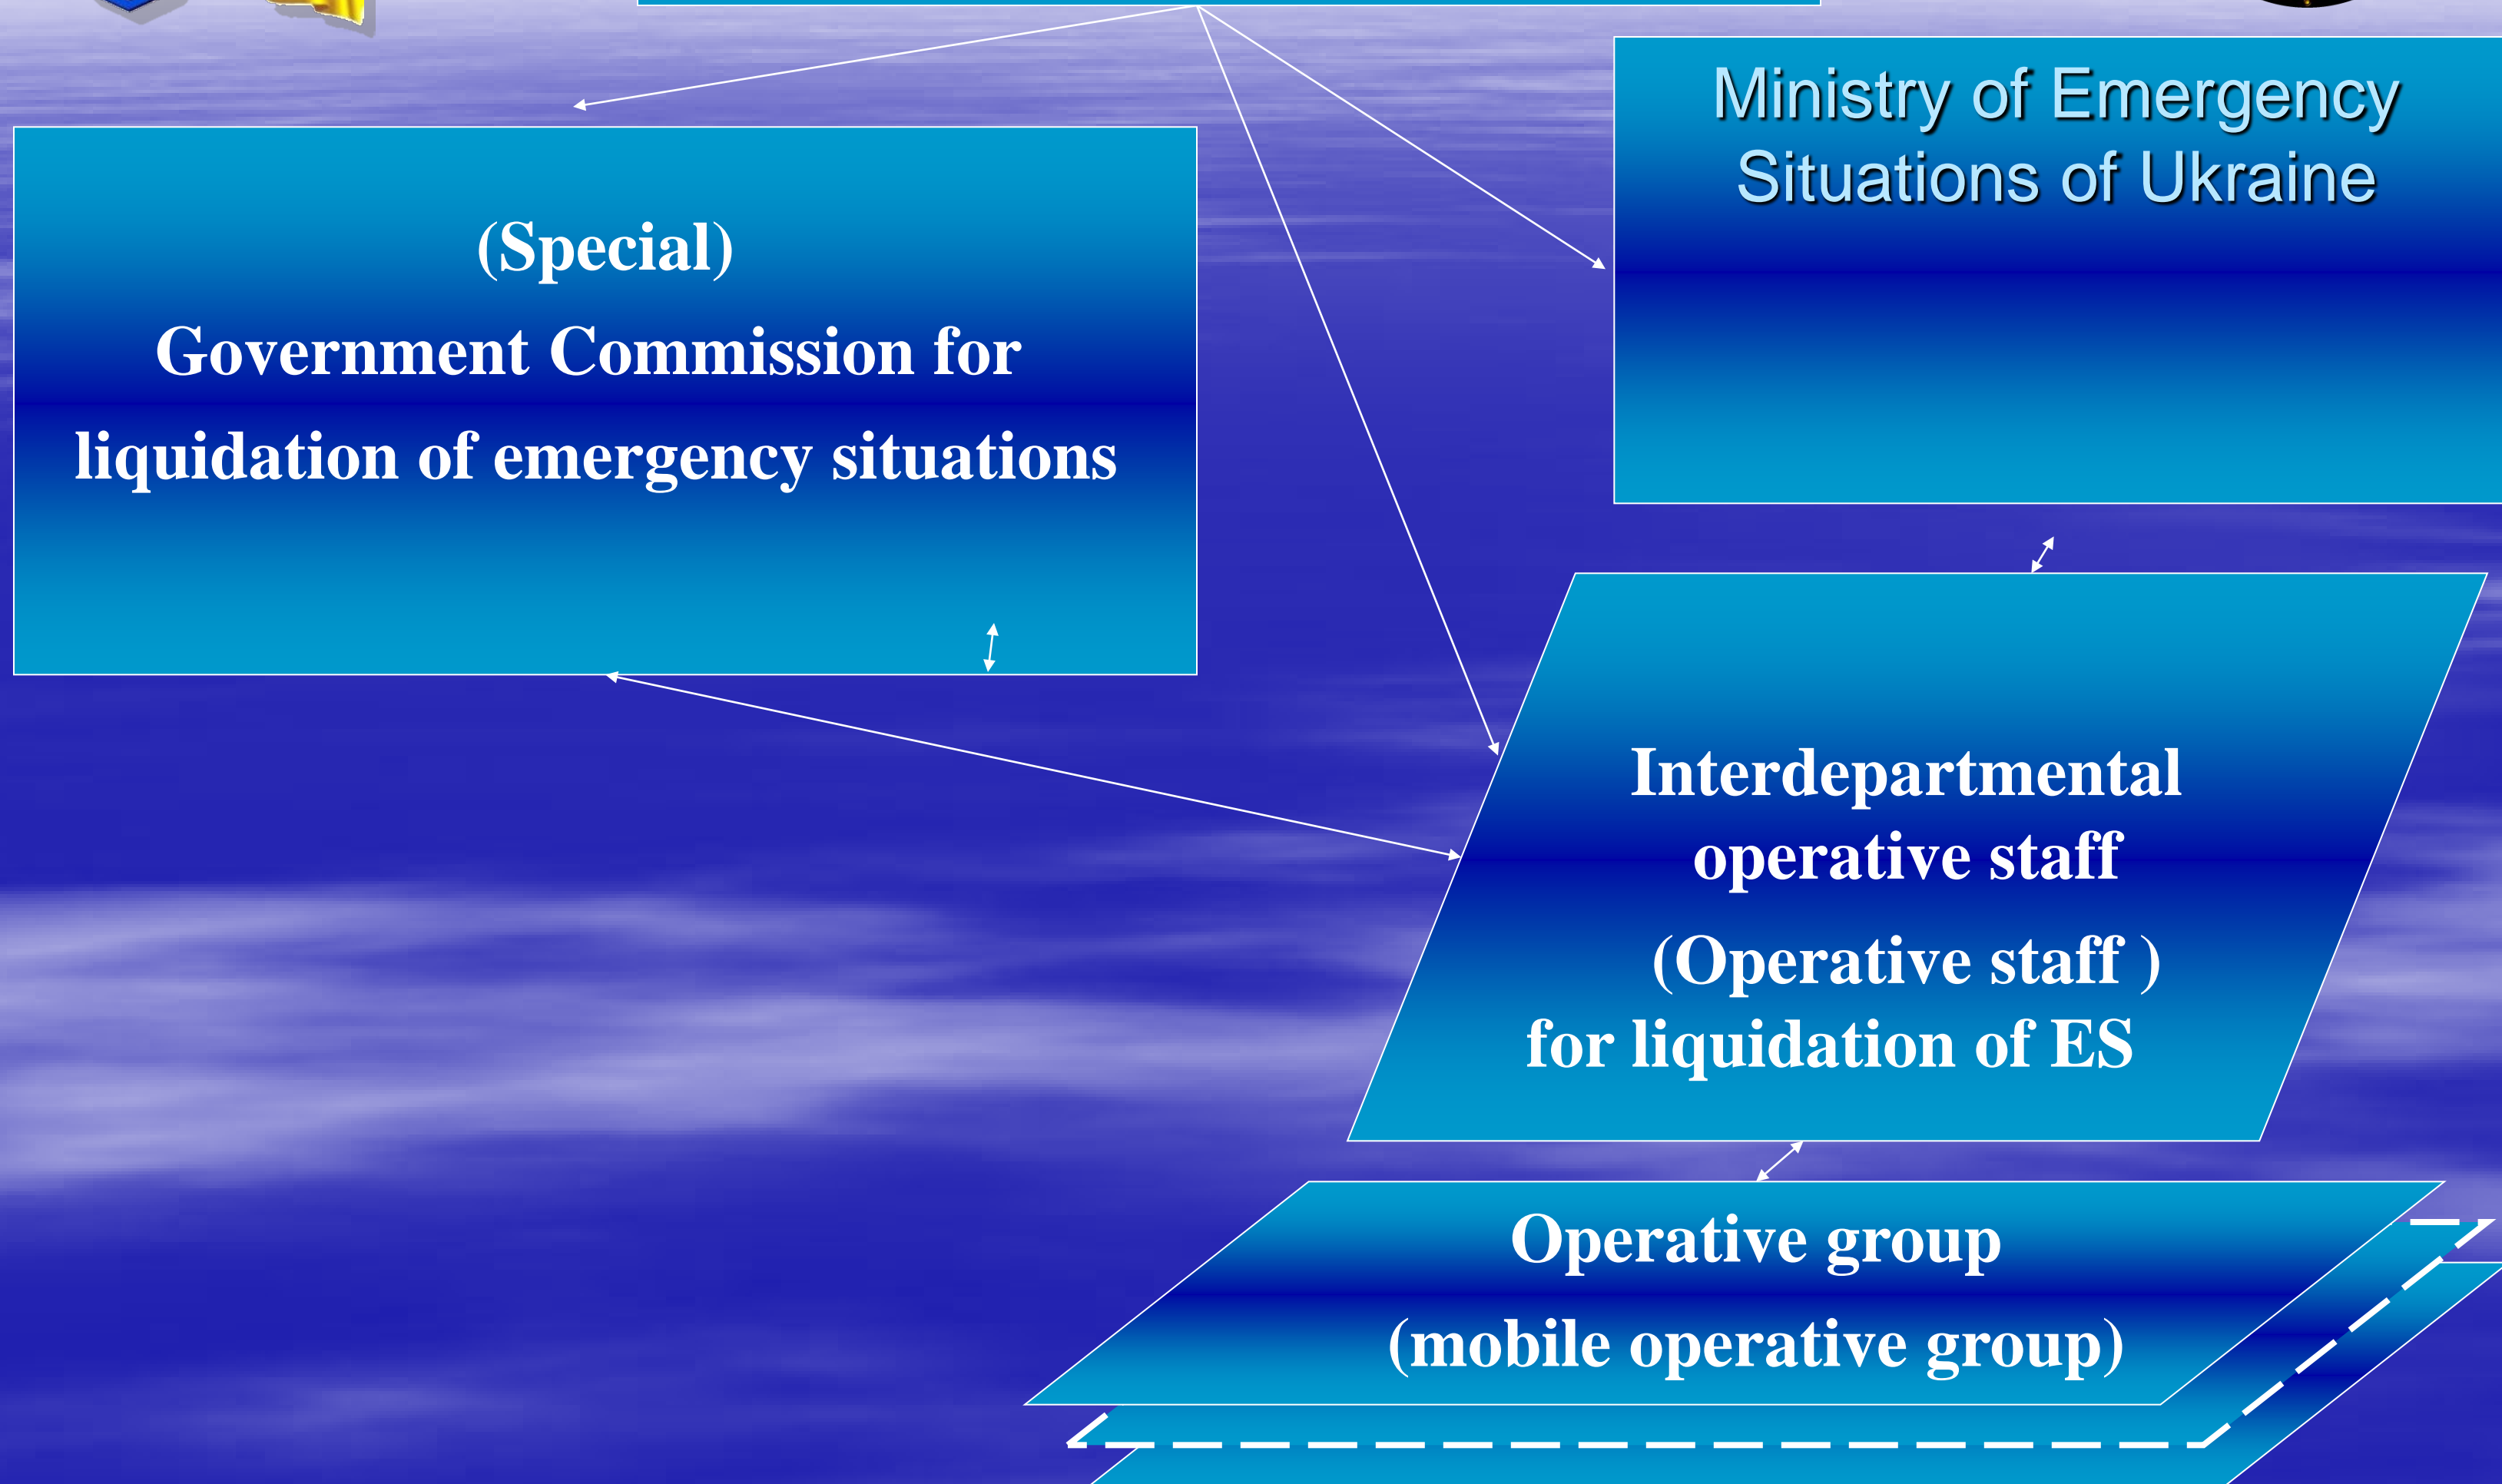 Ministry of Emergency
Situations of Ukraine
(Special)
Government Commission for
liquidation of emergency situations
Interdepartmental
operative staff
(Operative staff )
for liquidation of ES
Operative group
(mobile operative group)